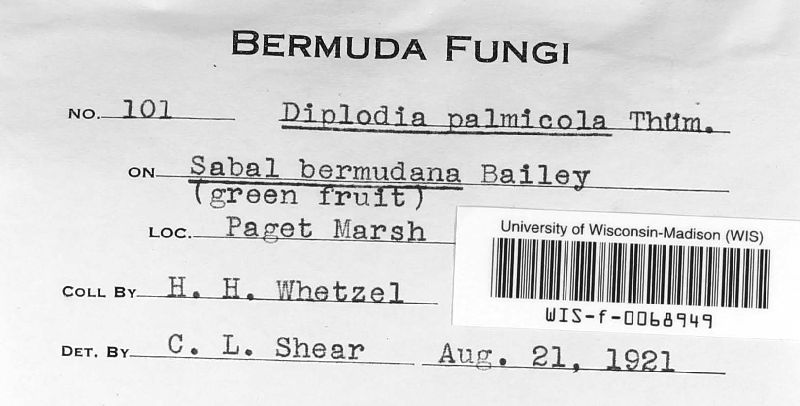 BERMUDA FUNGI
NO. 101 Diplodia palmicola Thüm.
ON Sabal bermudana Bailey
(green fruit)
LOC. Paget Marsh
University of Wisconsin-Madison (WIS)
WIS-f-0068949
COLL BY H. H. Whetzel
DET. BY C. L. Shear Aug. 21, 1921